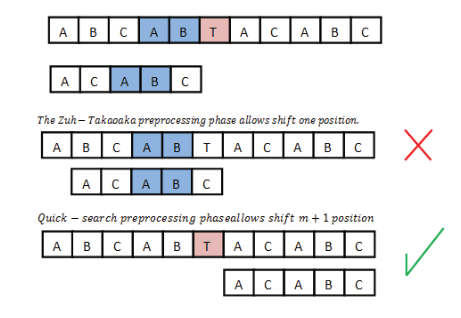 A B C A B T A C A B C
A C A B C
The Zuh – Takaoaka preprocessing phase allows shift one position.
A B C A B T A C A B C
A C A B C
Quick – search preprocessing phaseallows shift m + 1 position
A B C A B T A C A B C
A C A B C